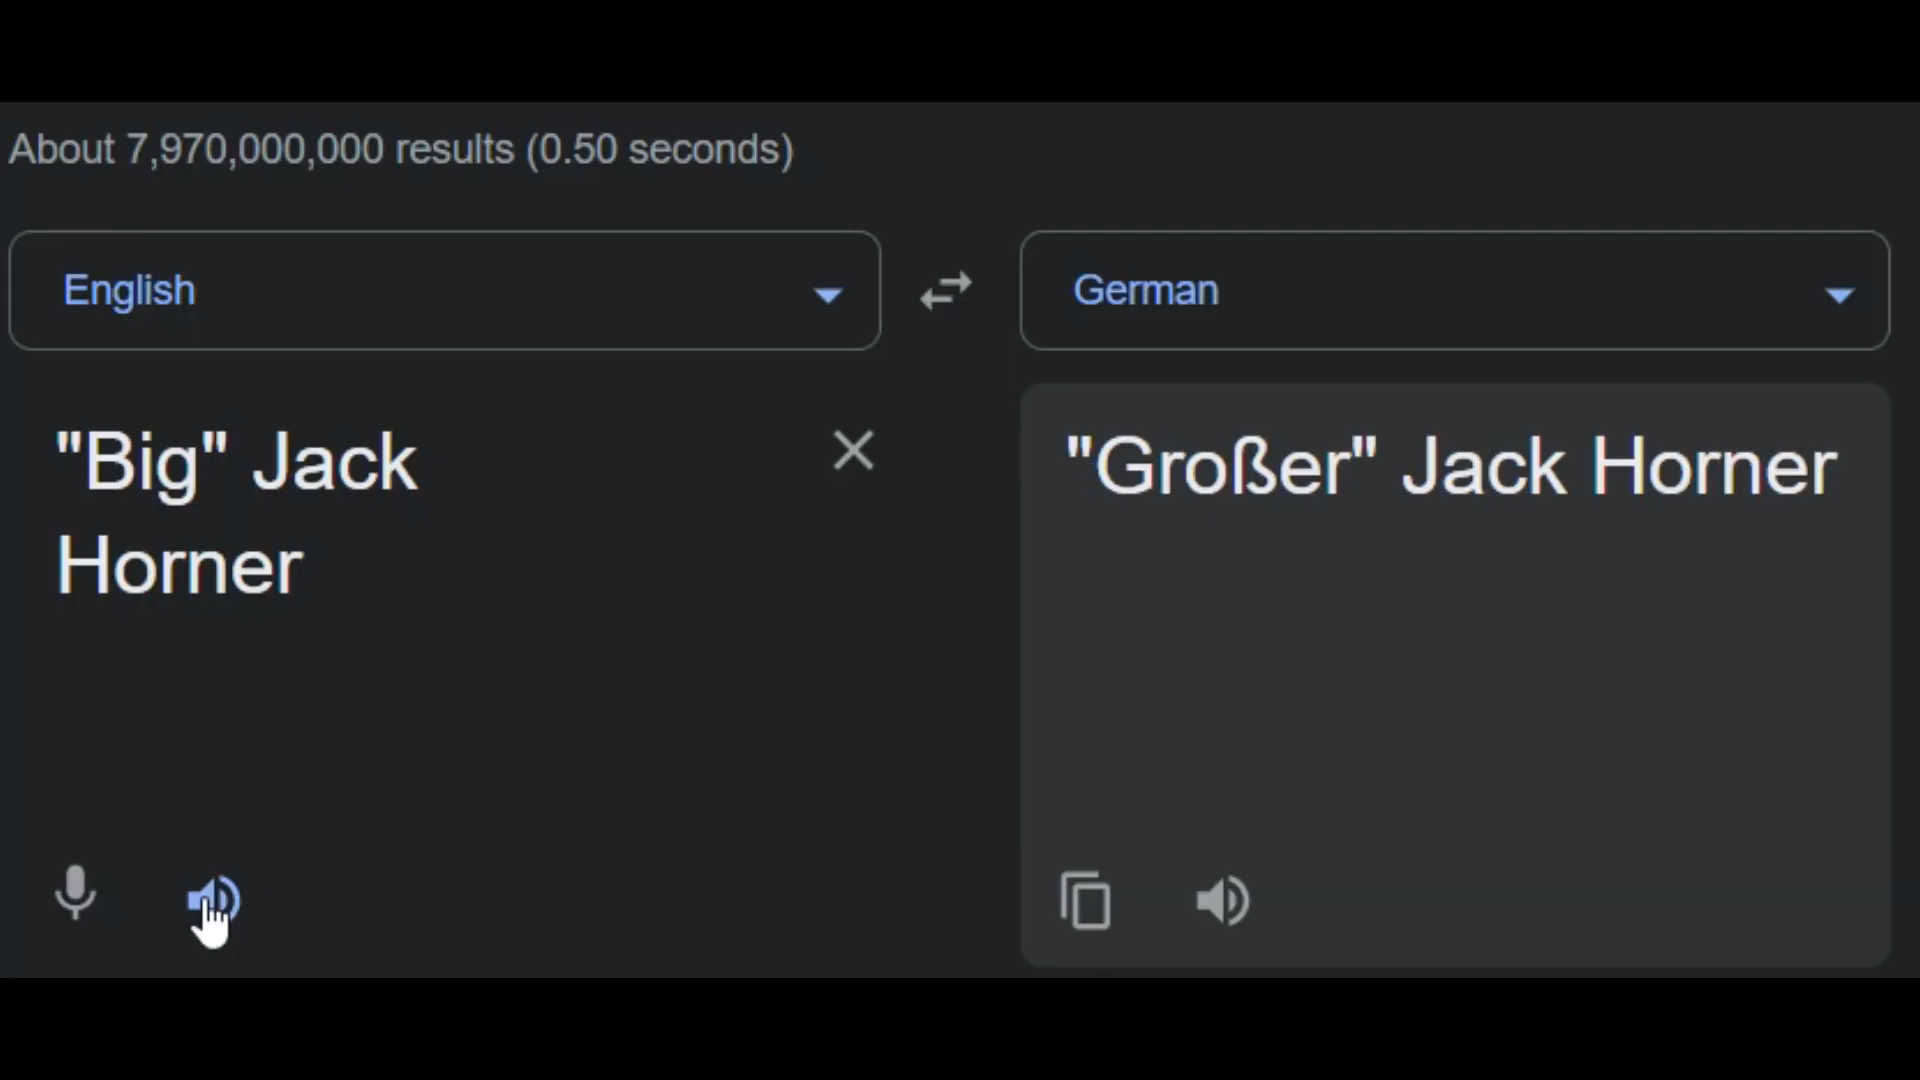 About 7,970,000,000 results (0.50 seconds)
English
German
"Big" Jack
Horner
"Großer" Jack Horner